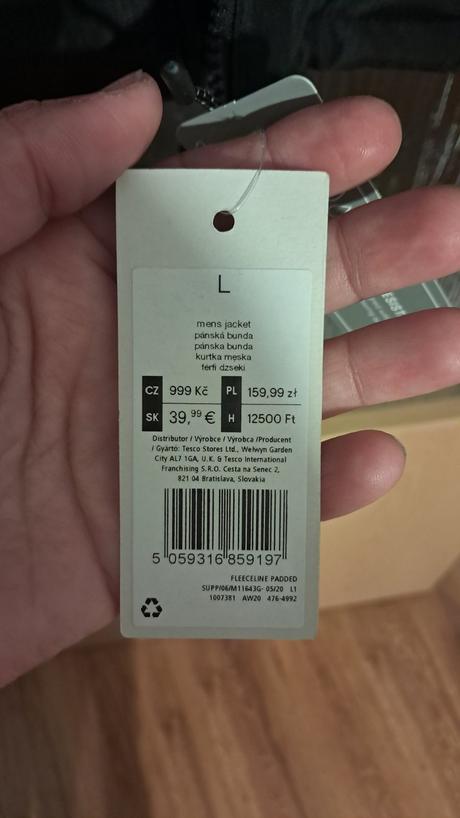 L
mens jacket
pánská bunda
pánska bunda
kurtka męska
férfi dzseki
CZ 999 Kč PL 159,99 zł
SK 39,99 € H 12500 Ft
Distributor / Výrobce / Výrobca /Producent
/ Gyártó: Tesco Stores Ltd., Welwyn Garden
City AL7 1GA, U.K. & Tesco International
Franchising S.R.O. Cesta na Senec 2,
821 04 Bratislava, Slovakia
5 059316 859197
FLEECELINE PADDED
SUPP/06/M11643G- 05/20 L1
1007381 AW20 476-4992